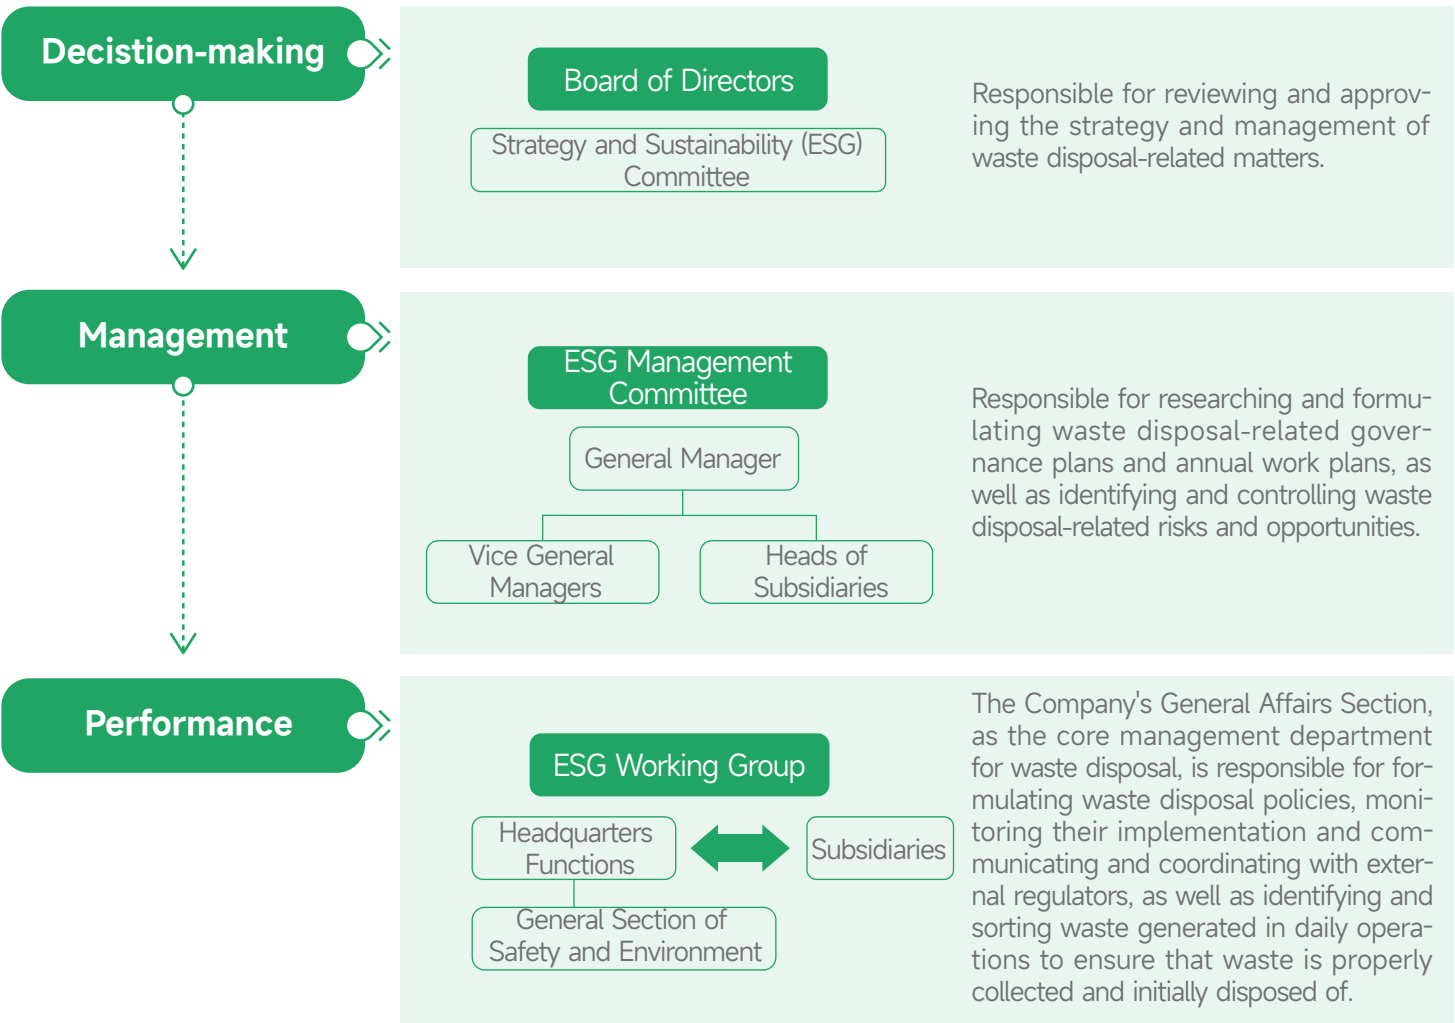 Decistion-making
Board of Directors
Strategy and Sustainability (ESG)
Committee
Responsible for reviewing and approv-
ing the strategy and management of
waste disposal-related matters.
Management
ESG Management
Committee
General Manager
Vice General
Managers
Heads of
Subsidiaries
Responsible for researching and formu-
lating waste disposal-related gover-
nance plans and annual work plans, as
well as identifying and controlling waste
disposal-related risks and opportunities.
Performance
ESG Working Group
Headquarters
Functions
Subsidiaries
General Section of
Safety and Environment
The Company's General Affairs Section,
as the core management department
for waste disposal, is responsible for for-
mulating waste disposal policies, moni-
toring their implementation and com-
municating and coordinating with exter-
nal regulators, as well as identifying and
sorting waste generated in daily opera-
tions to ensure that waste is properly
collected and initially disposed of.